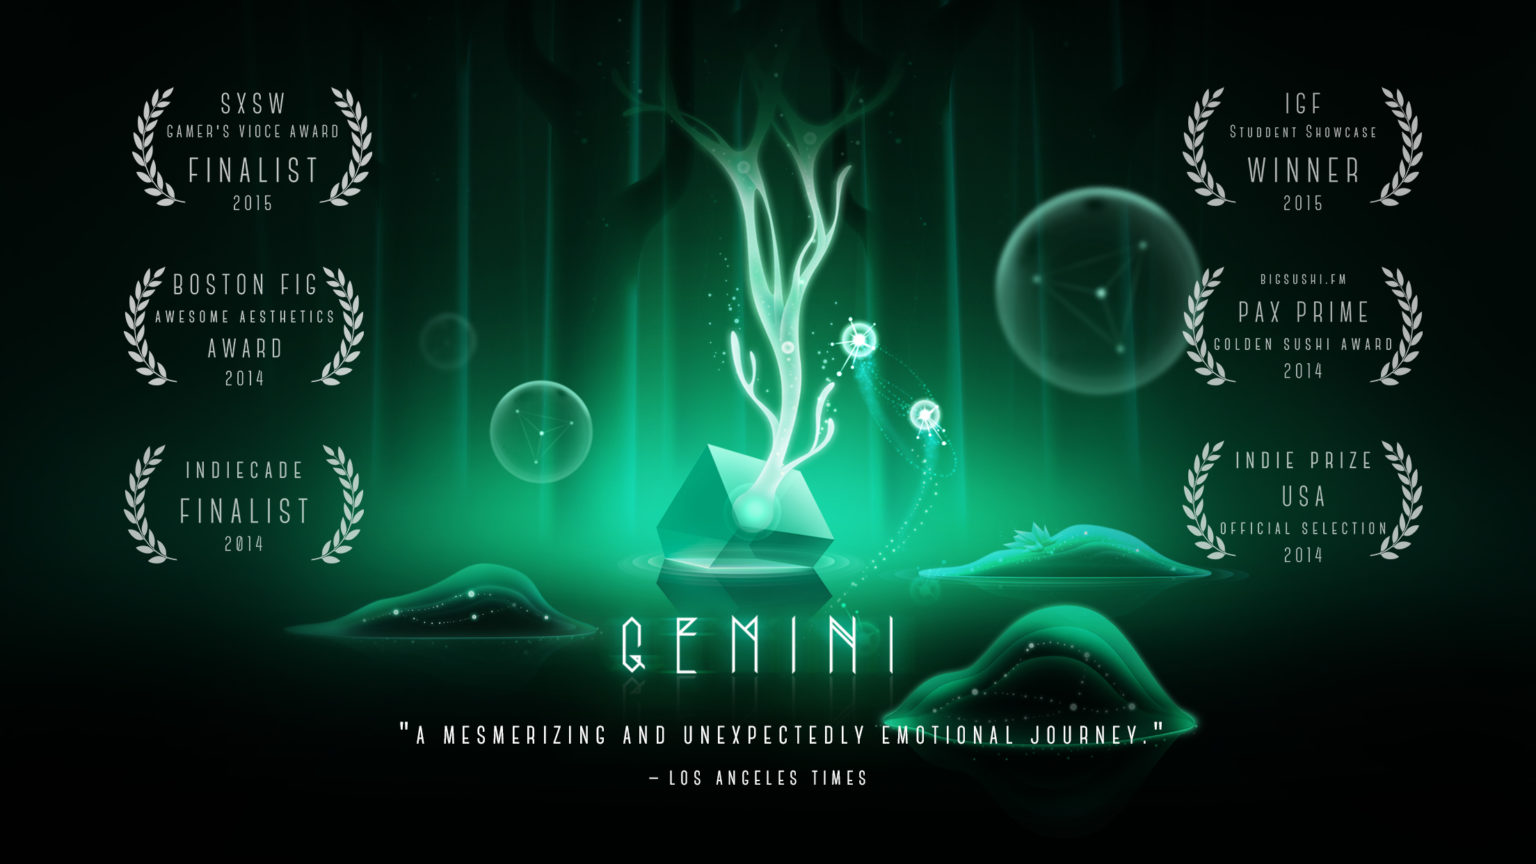 SXSW
GAMER'S VIOCE AWARD
FINALIST
2015
BOSTON FIG
AWESOME AESTHETICS
AWARD
2014
INDIECADE
FINALIST
2014
IGF
STUDDENT SHOWCASE
WINNER
2015
BIGSUSHI.FM
PAX PRIME
GOLDEN SUSHI AWARD
2014
INDIE PRIZE
USA
OFFICIAL SELECTION
2014
GEMINI
"A MESMERIZING AND UNEXPECTEDLY EMOTIONAL JOURNEY."
– LOS ANGELES TIMES